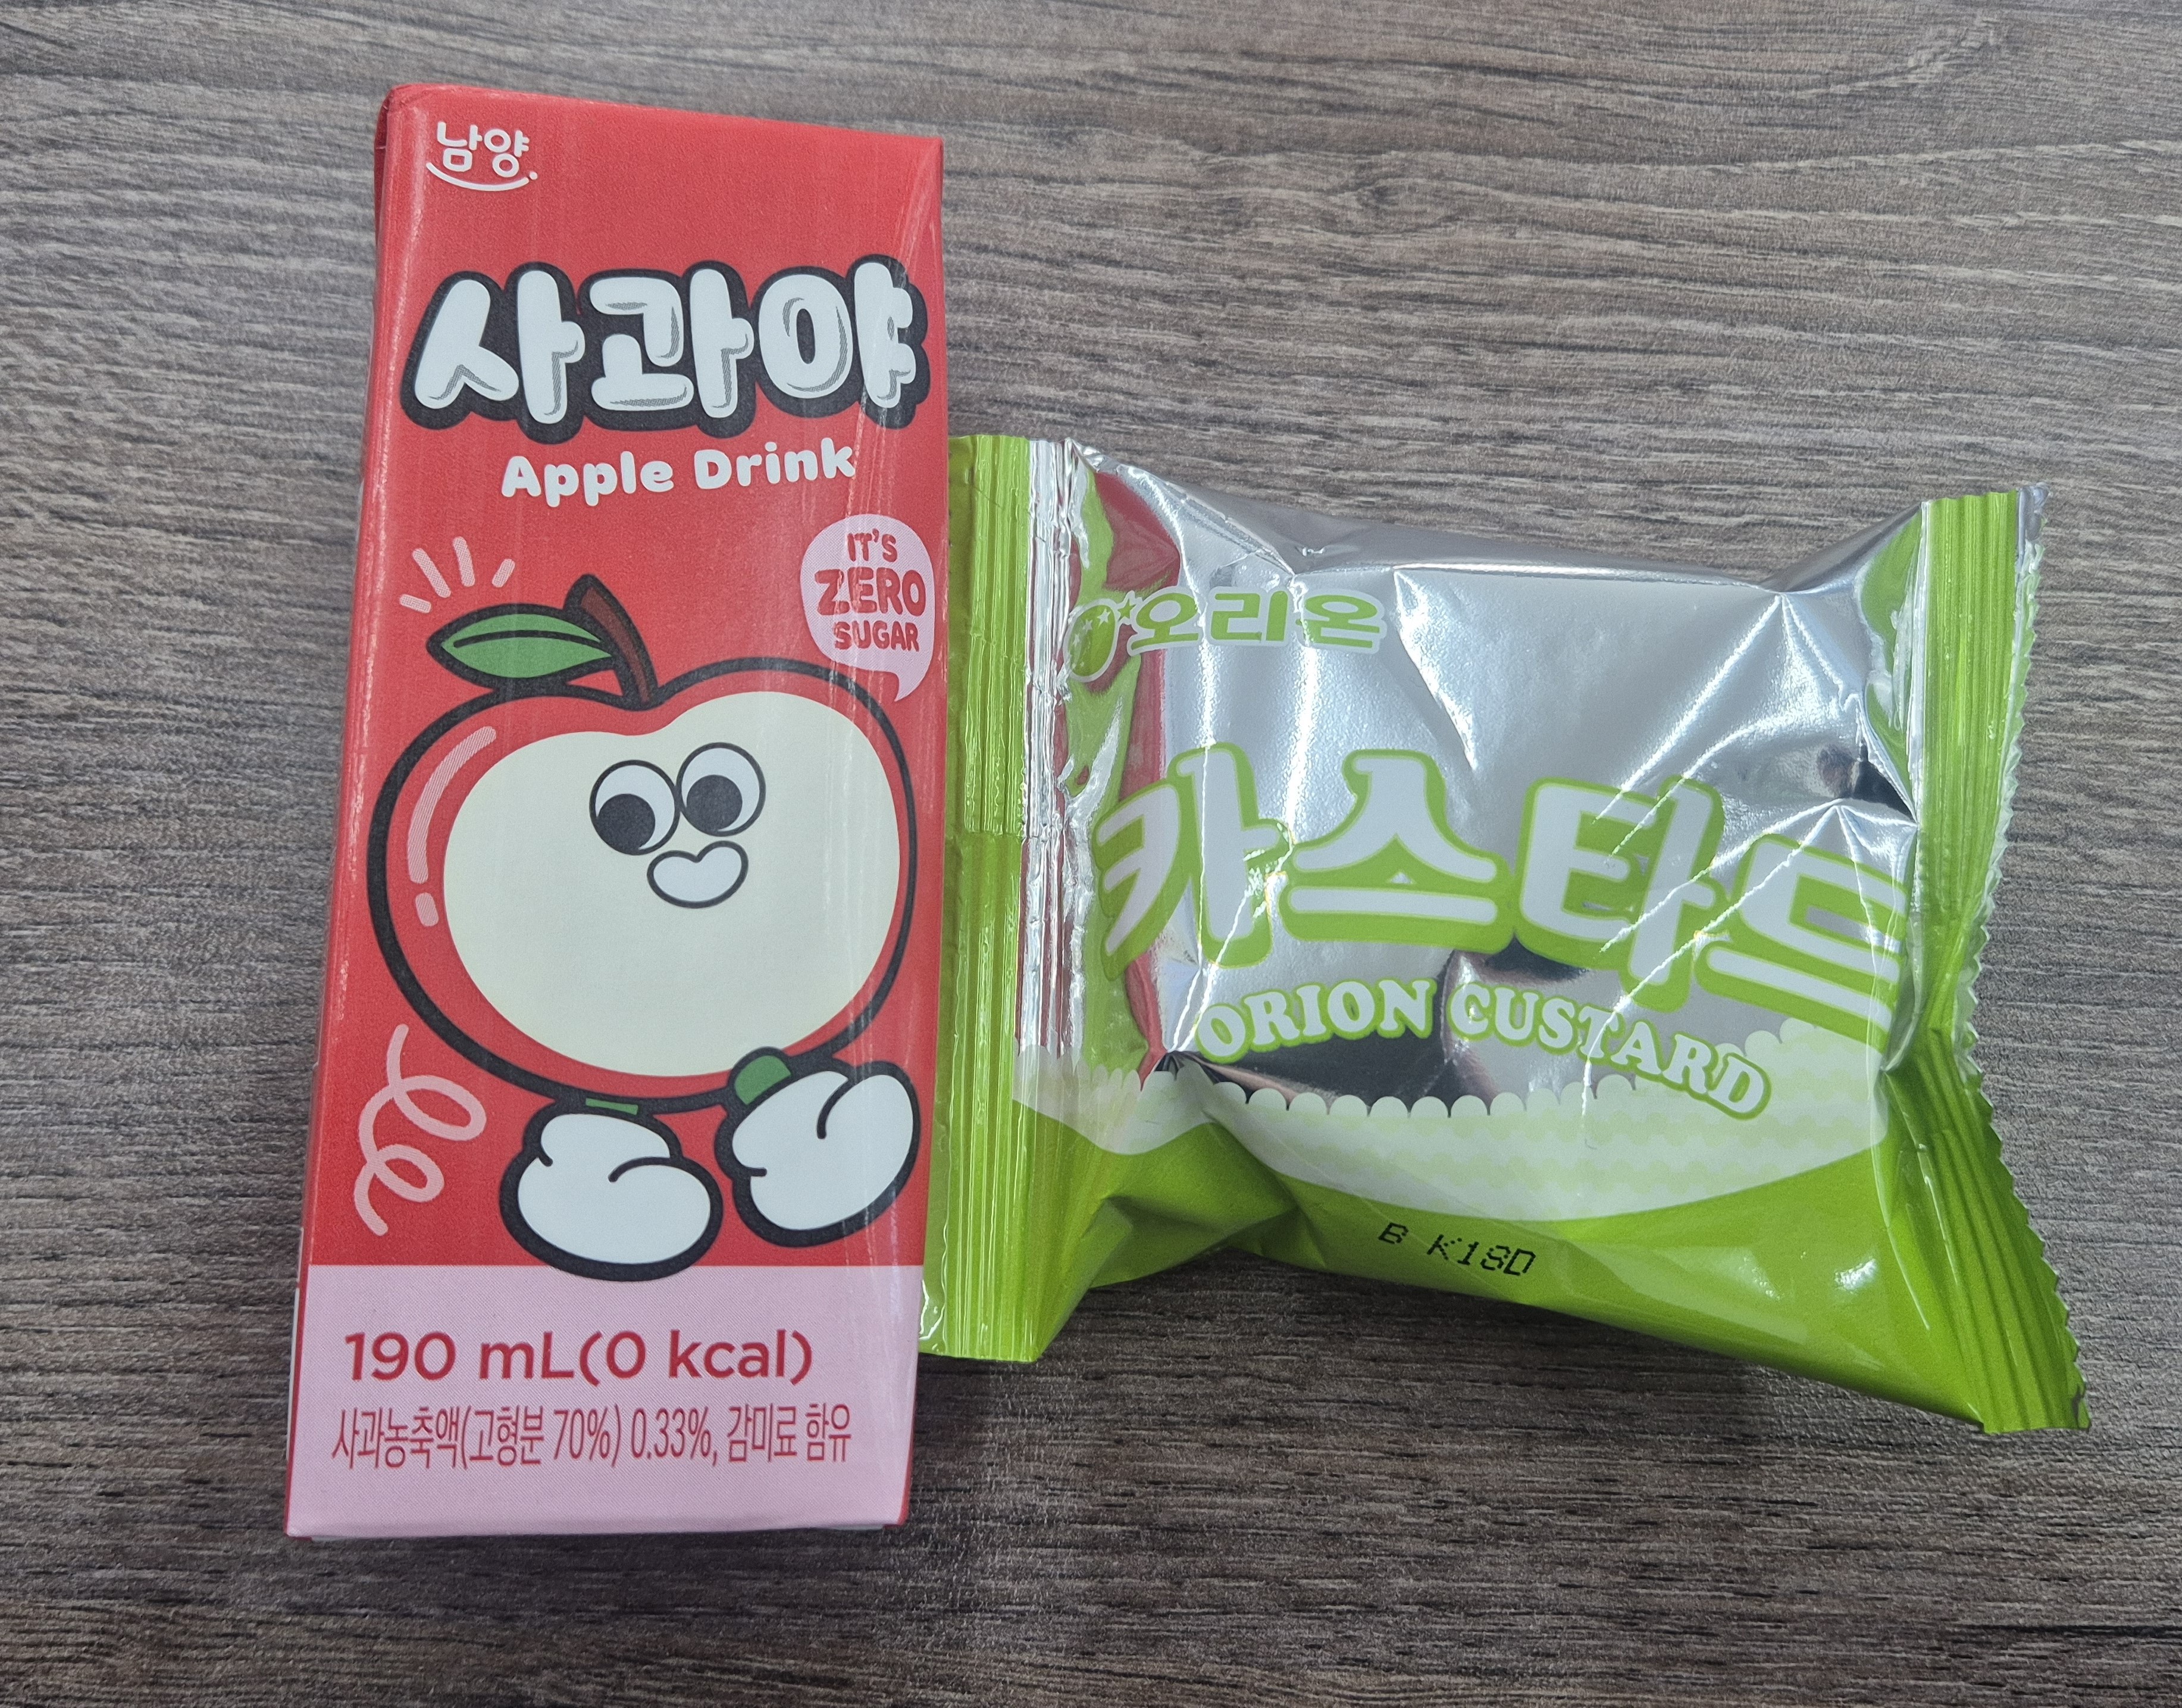 남양
사과야
Apple Drink
IT'S
ZERO
SUGAR
190 mL(0 kcal)
사과농축액(고형분 70%) 0.33%, 감미료 함유
오리온
카스타드
ORION CUSTARD
B K18D